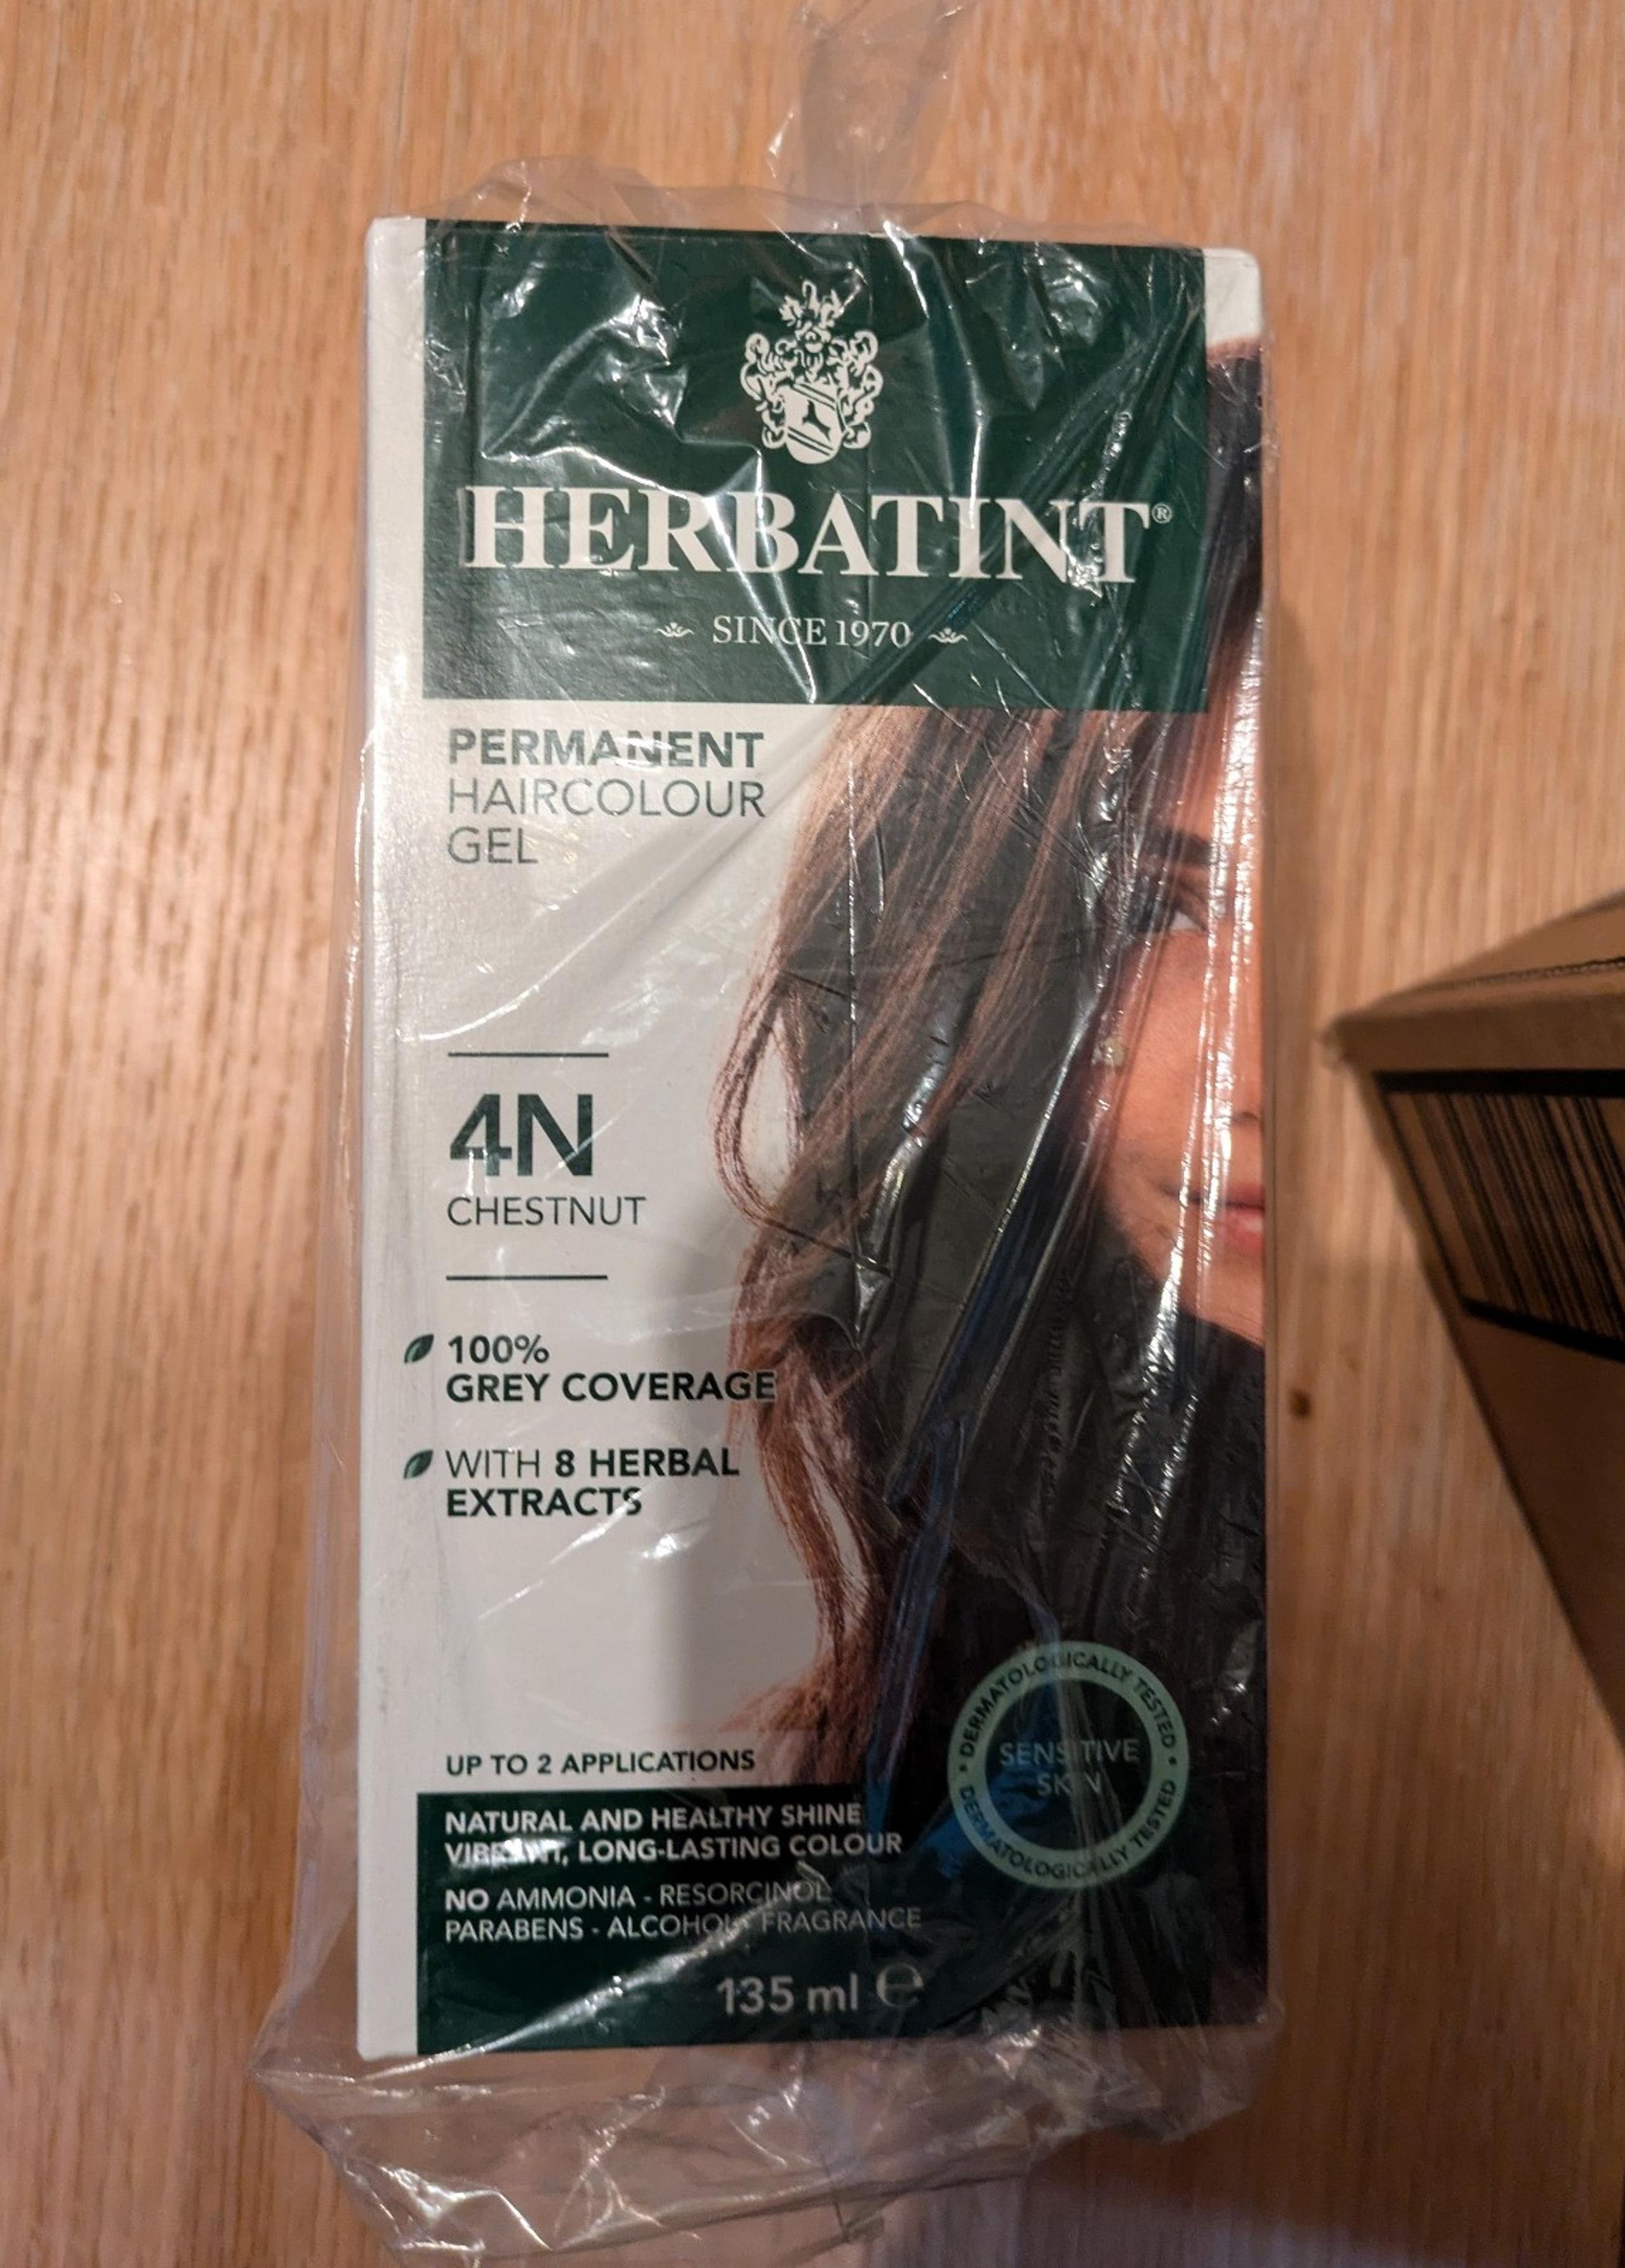 HERBATINT®
SINCE 1970
PERMANENT
HAIRCOLOUR
GEL
4N
CHESTNUT
100%
GREY COVERAGE
WITH 8 HERBAL
EXTRACTS
UP TO 2 APPLICATIONS
NATURAL AND HEALTHY SHINE
VIBRANT, LONG-LASTING COLOUR
NO AMMONIA - RESORCINOL
PARABENS - ALCOHOL - FRAGRANCE
135 ml e
DERMATOLOGICALLY TESTED
SENSITIVE
SKIN
DERMATOLOGICALLY TESTED